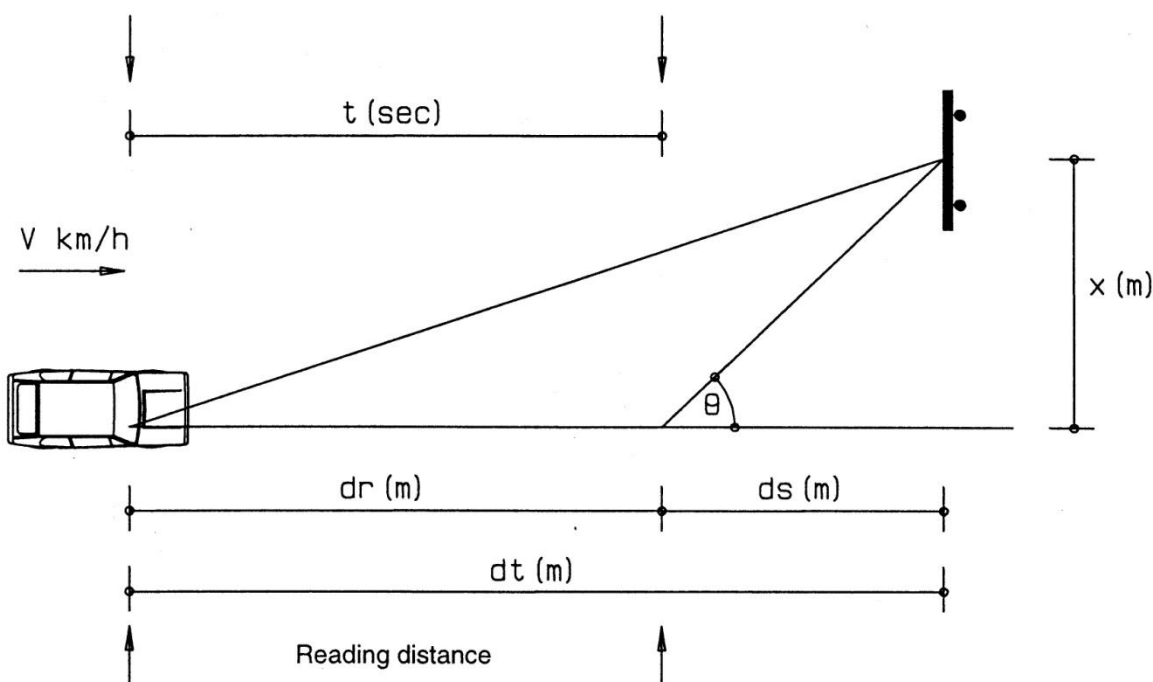 t (sec)
V km/h
x (m)
θ
dr (m)
ds (m)
dt (m)
Reading distance